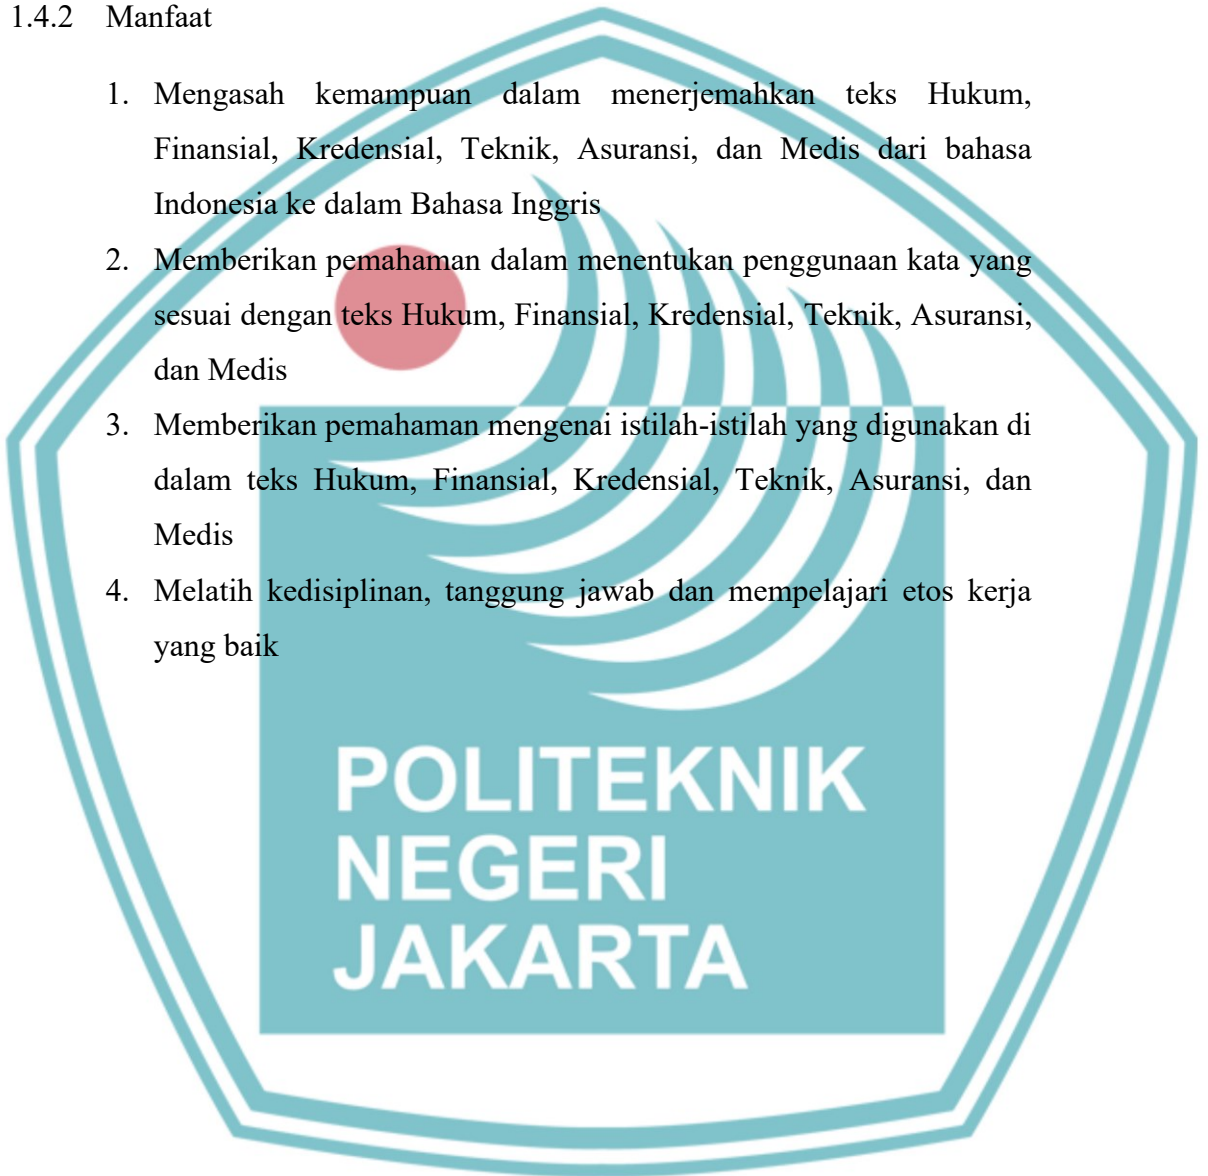 1.4.2 Manfaat
1. Mengasah kemampuan dalam menerjemahkan teks Hukum,
Finansial, Kredensial, Teknik, Asuransi, dan Medis dari bahasa
Indonesia ke dalam Bahasa Inggris
2. Memberikan pemahaman dalam menentukan penggunaan kata yang
sesuai dengan teks Hukum, Finansial, Kredensial, Teknik, Asuransi,
dan Medis
3. Memberikan pemahaman mengenai istilah-istilah yang digunakan di
dalam teks Hukum, Finansial, Kredensial, Teknik, Asuransi, dan
Medis
4. Melatih kedisiplinan, tanggung jawab dan mempelajari etos kerja
yang baik
POLITEKNIK
NEGERI
JAKARTA